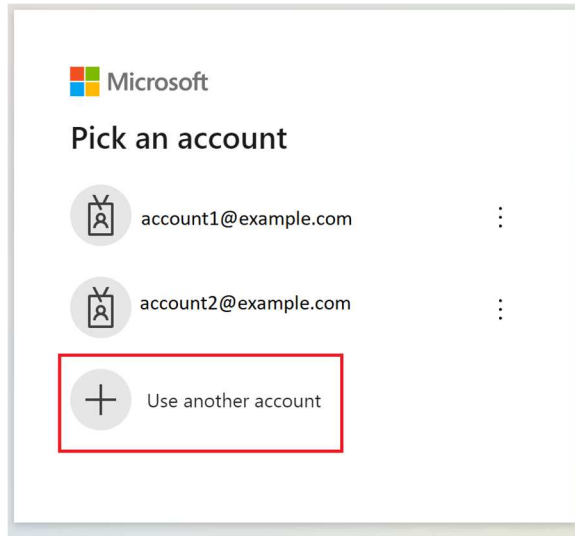 Microsoft
Pick an account
account1@example.com
account2@example.com
Use another account